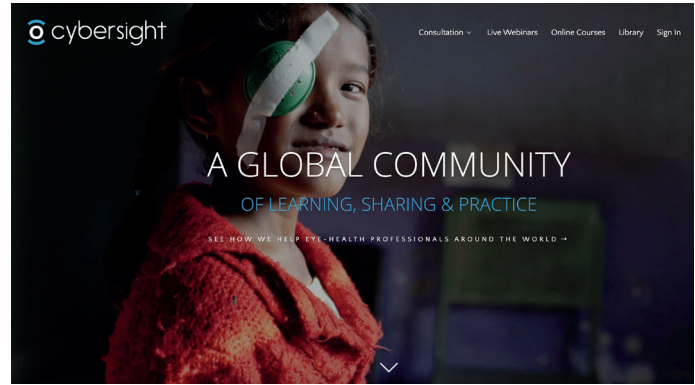 cybersight
Consultation Live Webinars Online Courses Library Sign In
A GLOBAL COMMUNITY
OF LEARNING, SHARING & PRACTICE
SEE HOW WE HELP EYE-HEALTH PROFESSIONALS AROUND THE WORLD →